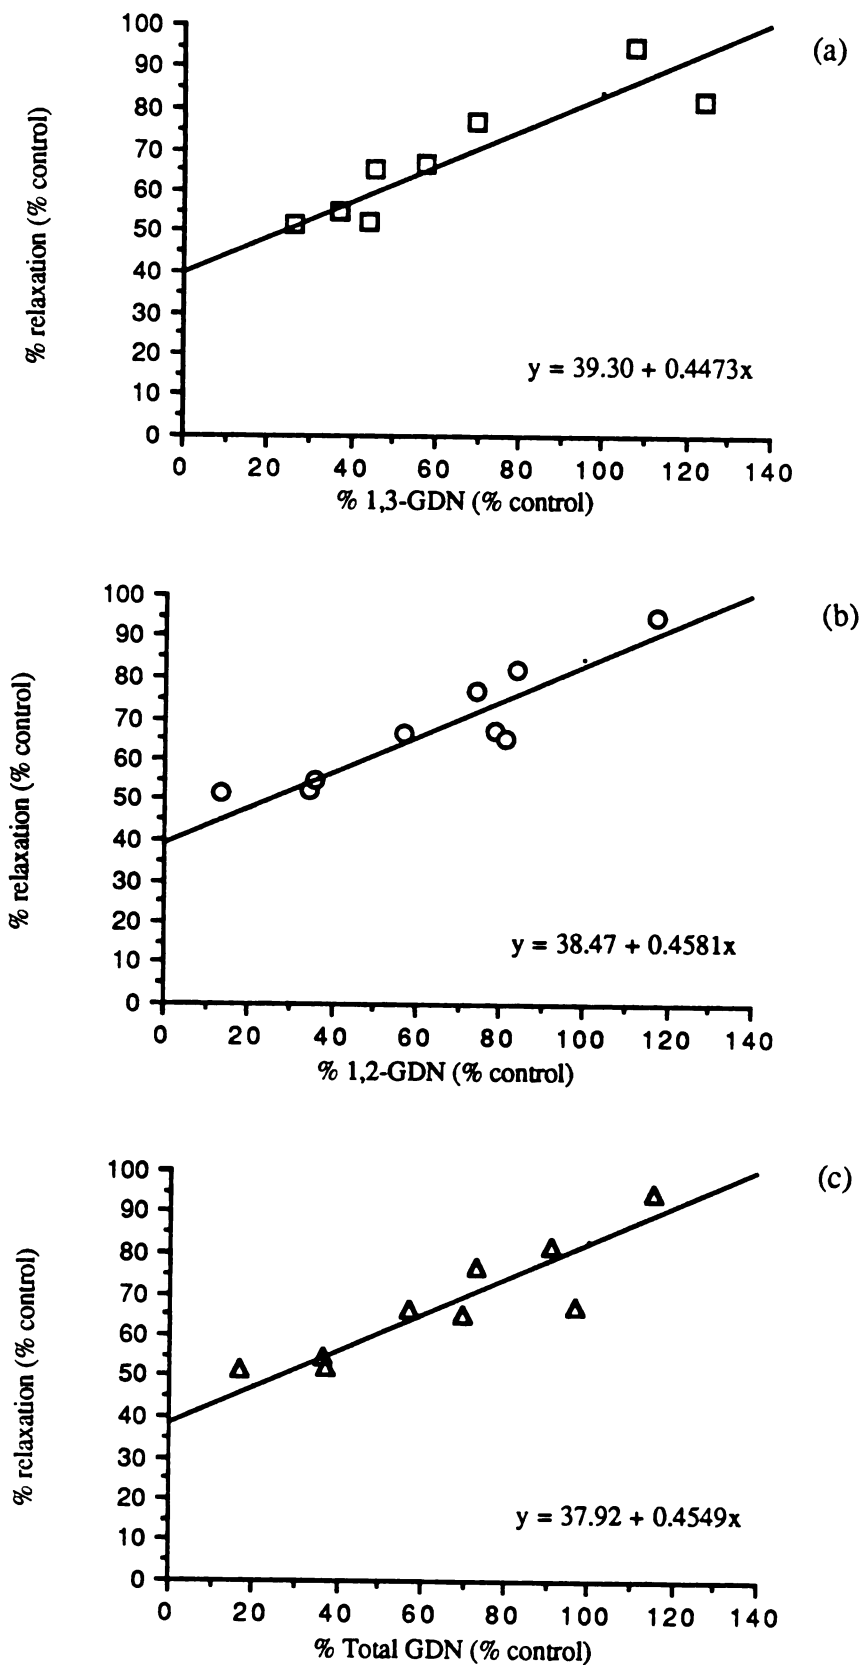 (a)
100
90
80
70
60
50
40
30
20
10
0
% relaxation (% control)
y = 39.30 + 0.4473x
0 20 40 60 80 100 120 140
% 1,3-GDN (% control)
(b)
100
90
80
70
60
50
40
30
20
10
0
% relaxation (% control)
y = 38.47 + 0.4581x
0 20 40 60 80 100 120 140
% 1,2-GDN (% control)
(c)
100
90
80
70
60
50
40
30
20
10
0
% relaxation (% control)
y = 37.92 + 0.4549x
0 20 40 60 80 100 120 140
% Total GDN (% control)